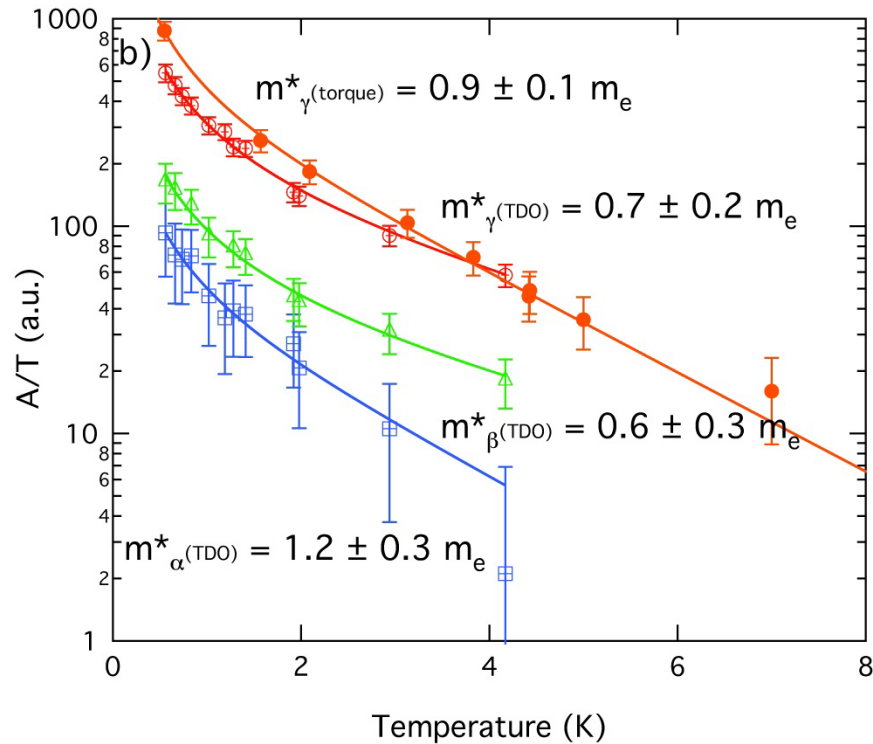 1000
8
6
4
2
100
8
6
4
2
10
8
6
4
2
1
A/T (a.u.)
b)
m*γ(torque) = 0.9 ± 0.1 me
m*γ(TDO) = 0.7 ± 0.2 me
m*β(TDO) = 0.6 ± 0.3 me
m*α(TDO) = 1.2 ± 0.3 me
0 2 4 6 8
Temperature (K)